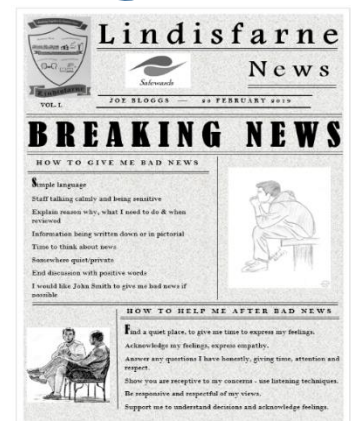 Lindisfarne
News
Safewards
Lindisfarne
VOL. I.
JOE BLOGGS — 20 FEBRUARY 2019
BREAKING NEWS
HOW TO GIVE ME BAD NEWS
Simple language
Staff talking calmly and being sensitive
Explain reason why, what I need to do & when
reviewed
Information being written down or in pictorial
Time to think about news
Somewhere quiet/private
End discussion with positive words
I would like John Smith to give me bad news if
possible
HOW TO HELP ME AFTER BAD NEWS
Find a quiet place, to give me time to express my feelings.
Acknowledge my feelings, express empathy.
Answer any questions I have honestly, giving time, attention and
respect.
Show you are receptive to my concerns - use listening techniques.
Be responsive and respectful of my views.
Support me to understand decisions and acknowledge feelings.